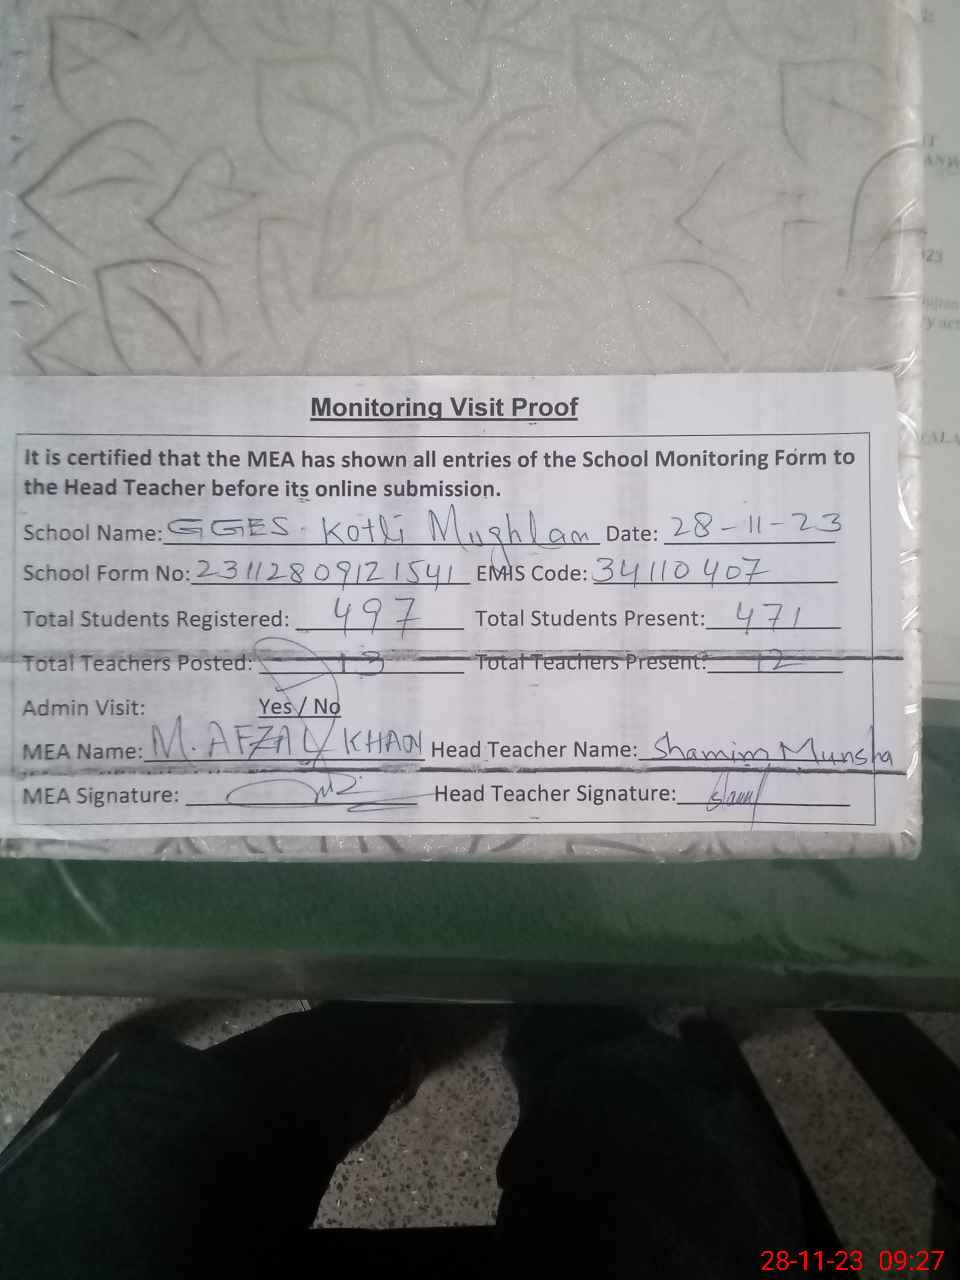 Monitoring Visit Proof
It is certified that the MEA has shown all entries of the School Monitoring Form to
the Head Teacher before its online submission.
School Name: GGES. Kotli Mughlan Date: 28-11-23
School Form No: 23112809121541 EMIS Code: 34110407
Total Students Registered: 497 Total Students Present: 471
Total Teachers Posted: 13 Total Teachers Present: 12
Admin Visit: Yes / No
MEA Name: M. AFZAL KHAN Head Teacher Name: Shamim Munsha
MEA Signature: Head Teacher Signature:
28-11-23 09:27